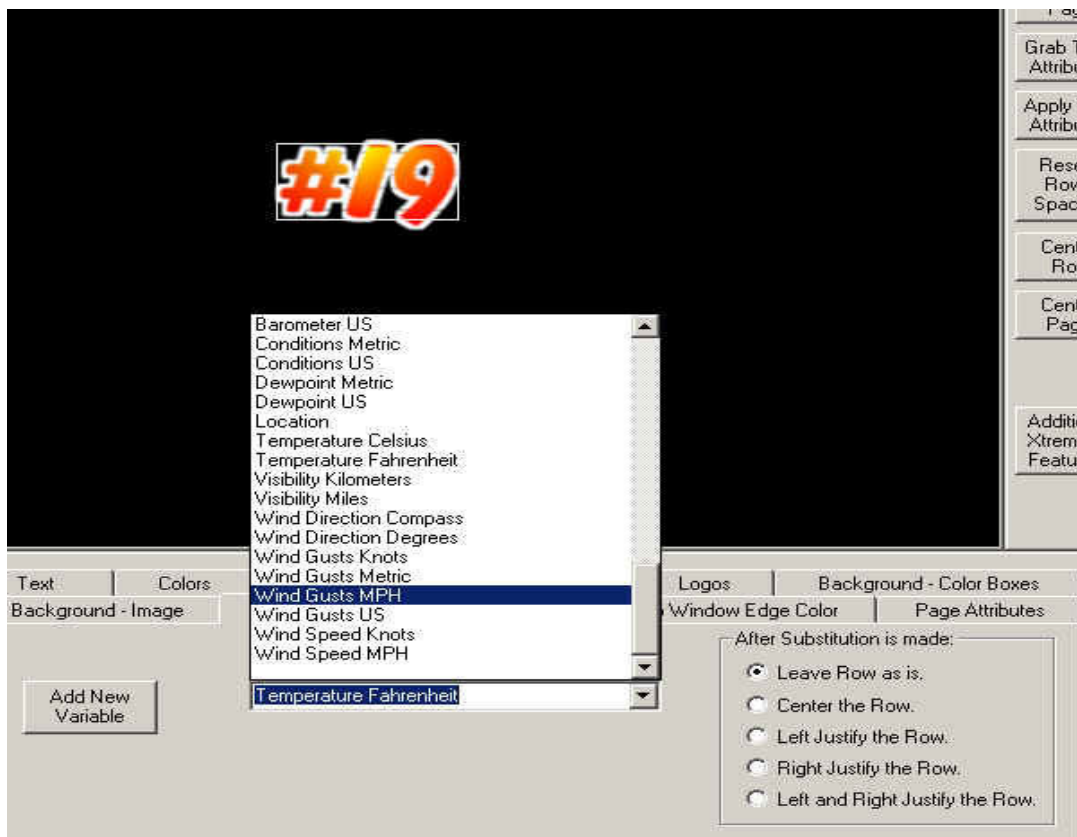 Grab
Attribu
Apply
Attribu
Rese
Row
Spac
Cent
Ro
Cent
Pag
Additio
Xtrem
Featu
#19
Barometer US
Conditions Metric
Conditions US
Dewpoint Metric
Dewpoint US
Location
Temperature Celsius
Temperature Fahrenheit
Visibility Kilometers
Visibility Miles
Wind Direction Compass
Wind Direction Degrees
Wind Gusts Knots
Wind Gusts Metric
Wind Gusts MPH
Wind Gusts US
Wind Speed Knots
Wind Speed MPH
Temperature Fahrenheit
Text Colors Logos Background - Color Boxes
Background - Image Window Edge Color Page Attributes
Add New
Variable
After Substitution is made:
Leave Row as is.
Center the Row.
Left Justify the Row.
Right Justify the Row.
Left and Right Justify the Row.